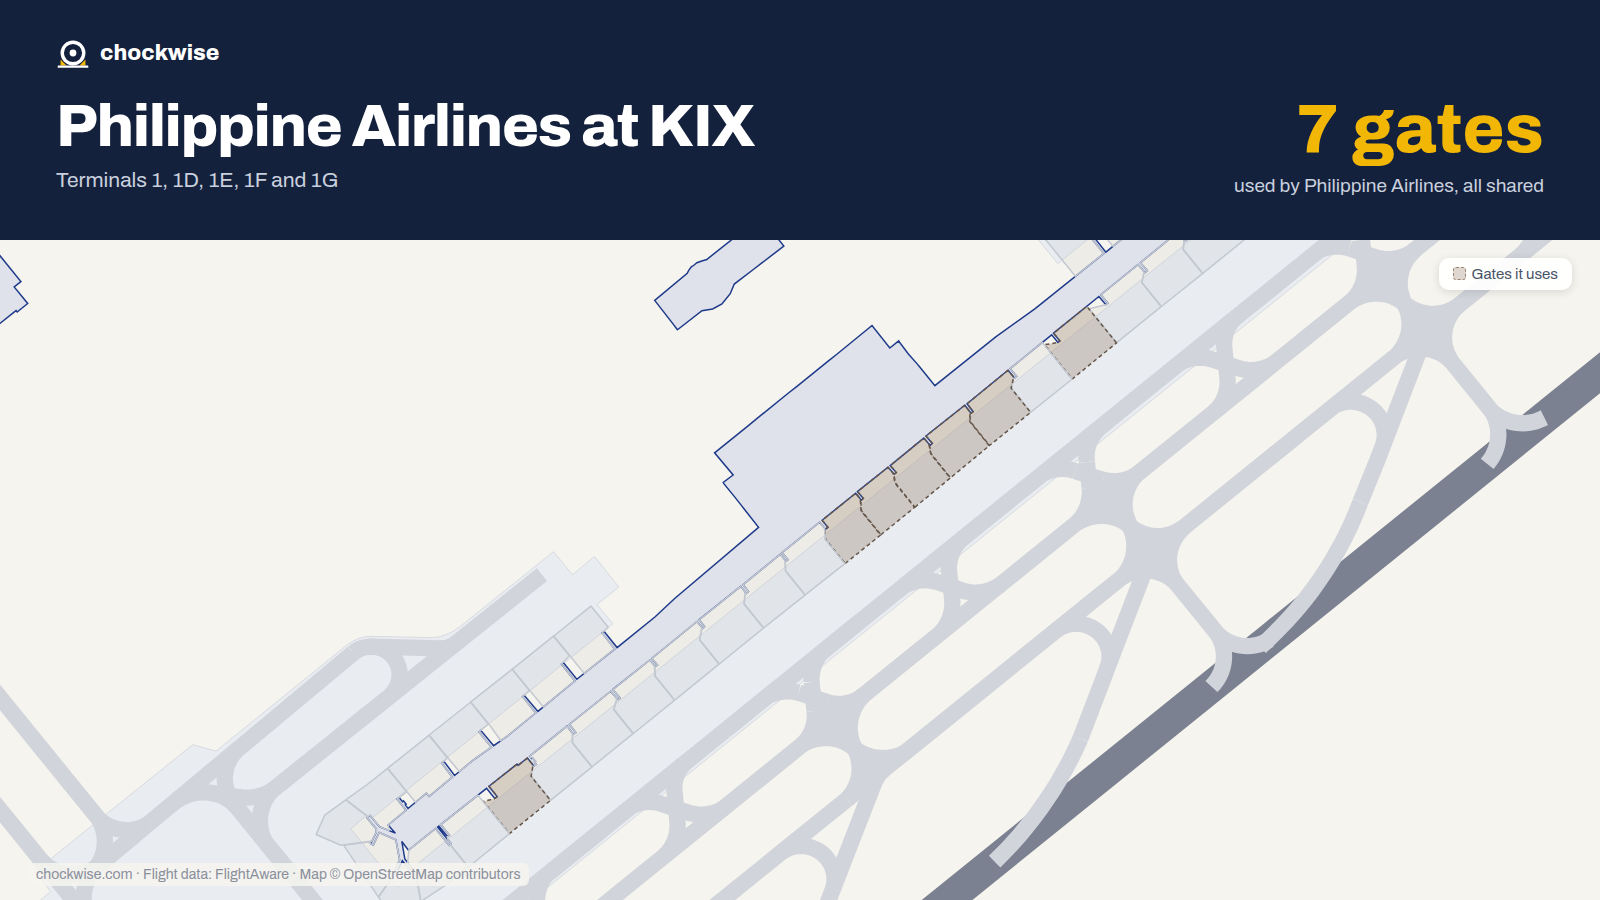 chockwise
Philippine Airlines at KIX
Terminals 1, 1D, 1E, 1F and 1G
7 gates
used by Philippine Airlines, all shared
Gates it uses
chockwise.com · Flight data: FlightAware · Map © OpenStreetMap contributors